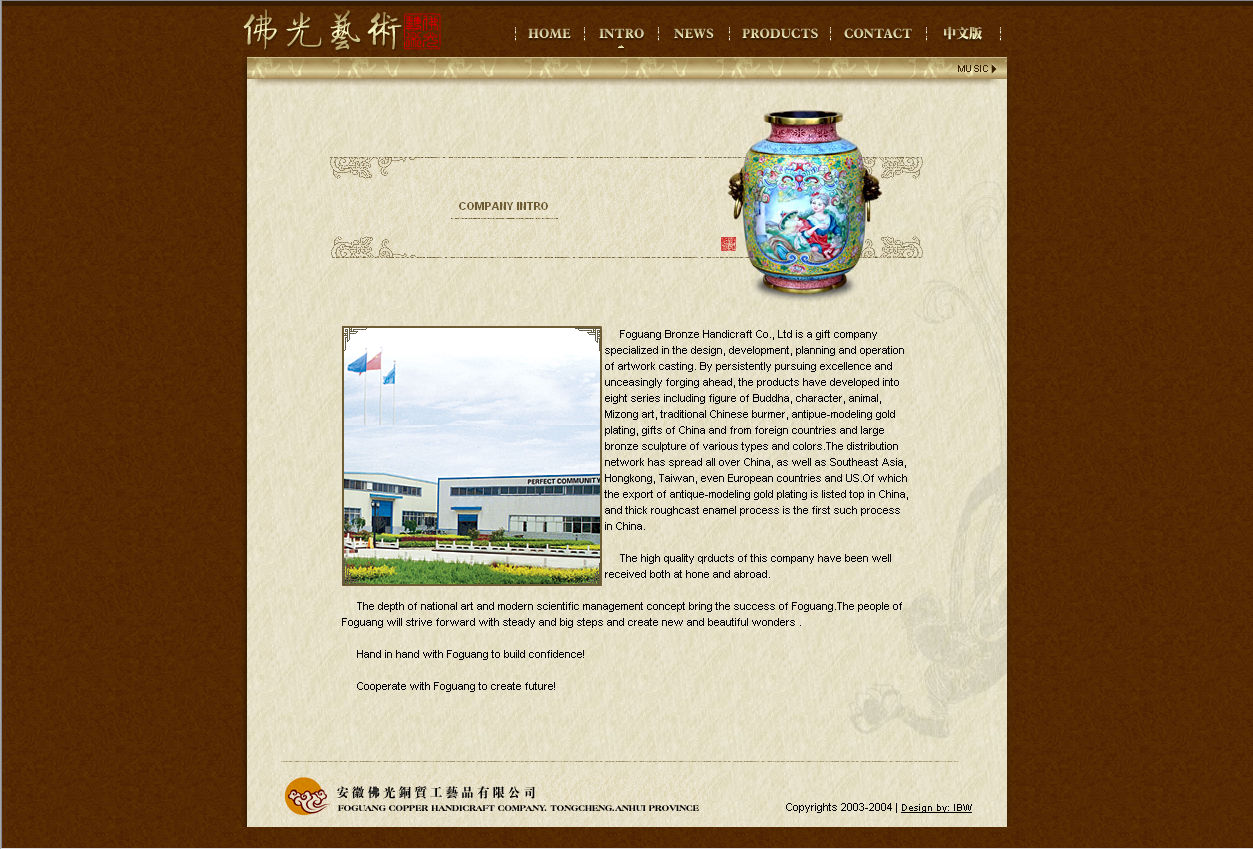 佛光藝術
HOME INTRO NEWS PRODUCTS CONTACT 中文版
MUSIC
COMPANY INTRO
Foguang Bronze Handicraft Co., Ltd is a gift company
specialized in the design, development, planning and operation
of artwork casting. By persistently pursuing excellence and
unceasingly forging ahead, the products have developed into
eight series including figure of Buddha, character, animal,
Mizong art, traditional Chinese burmer, antipue-modeling gold
plating, gifts of China and from foreign countries and large
bronze sculpture of various types and colors.The distribution
network has spread all over China, as well as Southeast Asia,
Hongkong, Taiwan, even European countries and US.Of which
the export of antique-modeling gold plating is listed top in China,
and thick roughcast enamel process is the first such process
in China.
PERFECT COMMUNITY
The high quality qrducts of this company have been well
received both at hone and abroad.
The depth of national art and modern scientific management concept bring the success of Foguang.The people of
Foguang will strive forward with steady and big steps and create new and beautiful wonders .
Hand in hand with Foguang to build confidence!
Cooperate with Foguang to create future!
安徽佛光銅質工藝品有限公司
FOGUANG COPPER HANDICRAFT COMPANY. TONGCHENG.ANHUI PROVINCE
Copyrights 2003-2004 | Design by: IBW